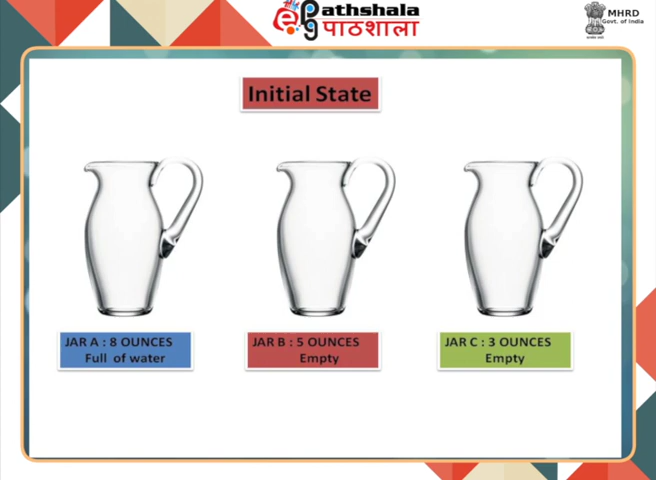 ePathshala
पाठशाला
MHRD
Govt. of India
Initial State
JAR A : 8 OUNCES
Full of water
JAR B : 5 OUNCES
Empty
JAR C : 3 OUNCES
Empty